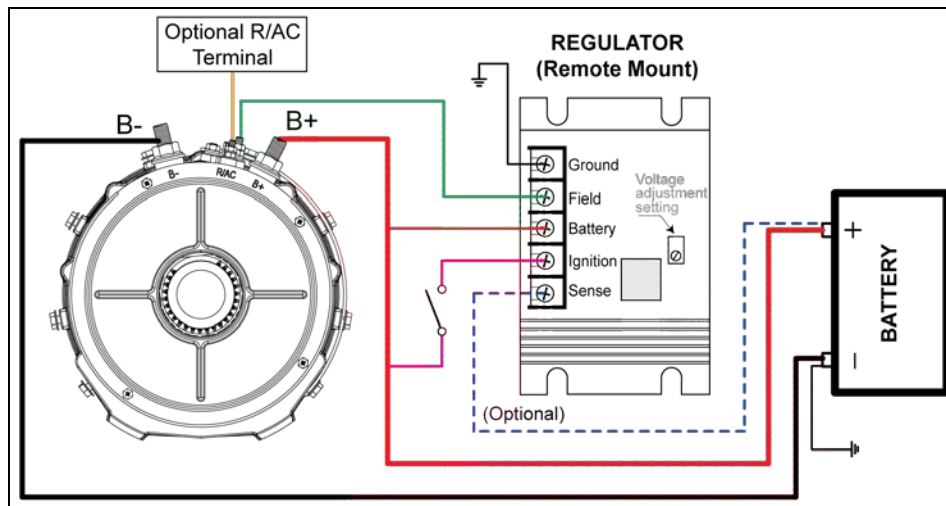 Optional R/AC
Terminal
REGULATOR
(Remote Mount)
B-
B+
B-
R/AC
B+
Ground
Field
Battery
Ignition
Sense
Voltage
adjustment
setting
(Optional)
+
–
BATTERY